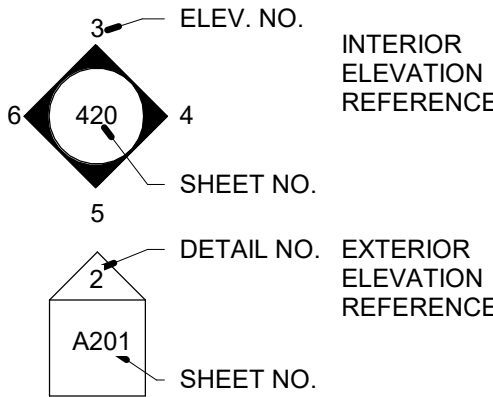 3
ELEV. NO.
INTERIOR
ELEVATION
REFERENCE
6
420
4
SHEET NO.
5
DETAIL NO.
EXTERIOR
ELEVATION
REFERENCE
2
A201
SHEET NO.